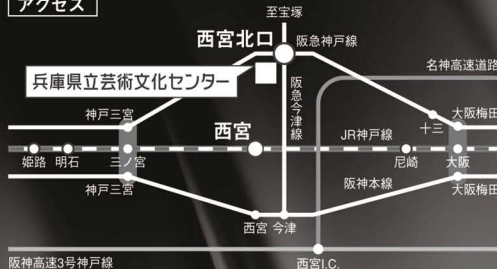 アクセス
至宝塚
西宮北口
阪急神戸線
名神高速道路
兵庫県立芸術文化センター
阪急今津線
神戸三宮
大阪梅田
西宮
JR神戸線
十三
姫路
明石
三ノ宮
尼崎
大阪
神戸三宮
阪神本線
大阪梅田
西宮
今津
阪神高速3号神戸線
西宮I.C.